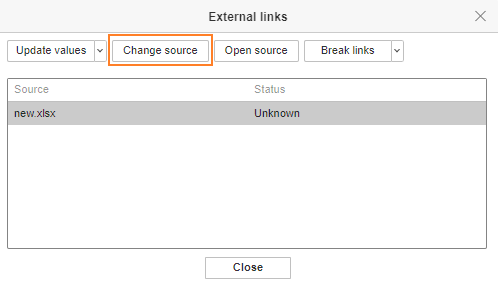 External links
Update values Change source Open source Break links
Source Status
new.xlsx Unknown
Close